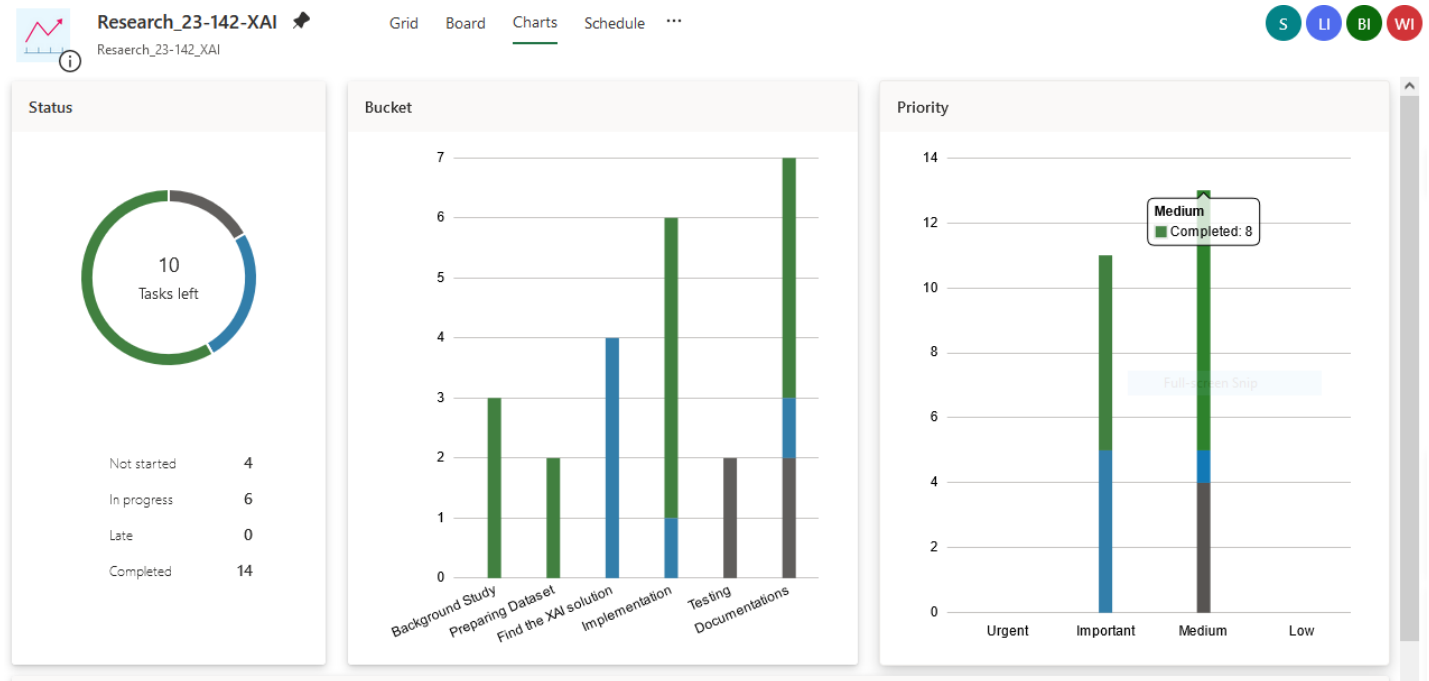 Research_23-142-XAI
Resaerch_23-142_XAI
Grid Board Charts Schedule ...
S LI BI WI
Status
10
Tasks left
Not started 4
In progress 6
Late 0
Completed 14
Bucket
7
6
5
4
3
2
1
0
Background Study
Preparing Dataset
Find the XAI solution
Implementation
Testing
Documentations
Priority
14
12
10
8
6
4
2
0
Medium
Completed: 8
Full-screen Snip
Urgent Important Medium Low